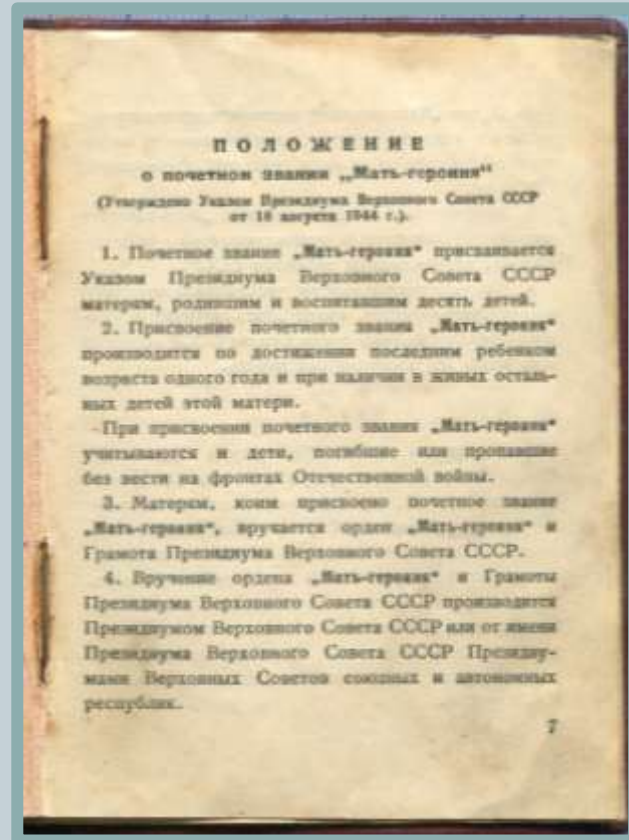 ПОЛОЖЕНИЕ
о почетном звании „Мать-героиня“
(Утверждено Указом Президиума Верховного Совета СССР
от 18 августа 1944 г.).
1. Почетное звание „Мать-героиня“ присваивается
Указом Президиума Верховного Совета СССР
матерям, родившим и воспитавшим десять детей.
2. Присвоение почетного звания „Мать-героиня“
производится по достижении последним ребенком
возраста одного года и при наличии в живых осталь-
ных детей этой матери.
При присвоении почетного звания „Мать-героиня“
учитываются и дети, погибшие или пропавшие
без вести на фронтах Отечественной войны.
3. Матерям, коим присвоено почетное звание
„Мать-героиня“, вручается орден „Мать-героиня“ и
Грамота Президиума Верховного Совета СССР.
4. Вручение ордена „Мать-героиня“ и Грамоты
Президиума Верховного Совета СССР производится
Президиумом Верховного Совета СССР или от имени
Президиума Верховного Совета СССР Президиу-
мами Верховных Советов союзных и автономных
республик.
7